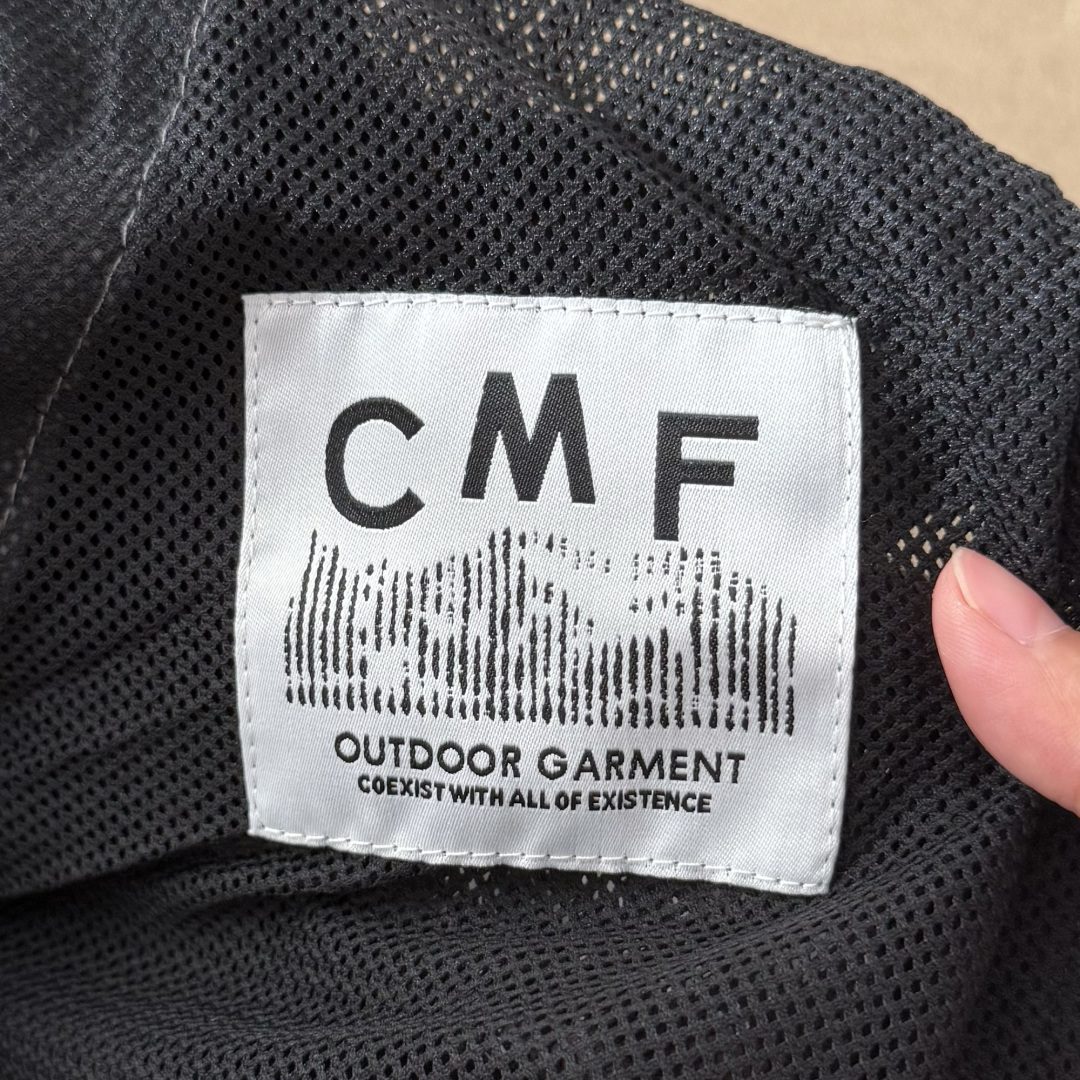 CMF
OUTDOOR GARMENT
COEXIST WITH ALL OF EXISTENCE